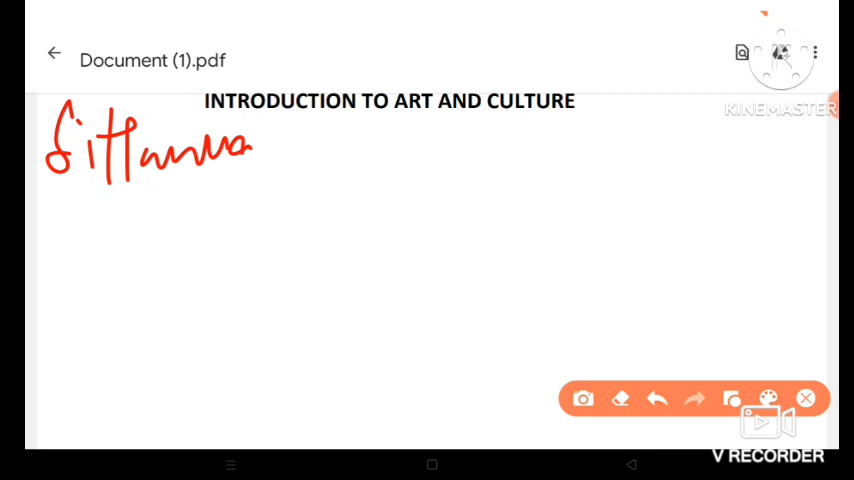 Document (1).pdf
KINEMASTER
INTRODUCTION TO ART AND CULTURE
V RECORDER